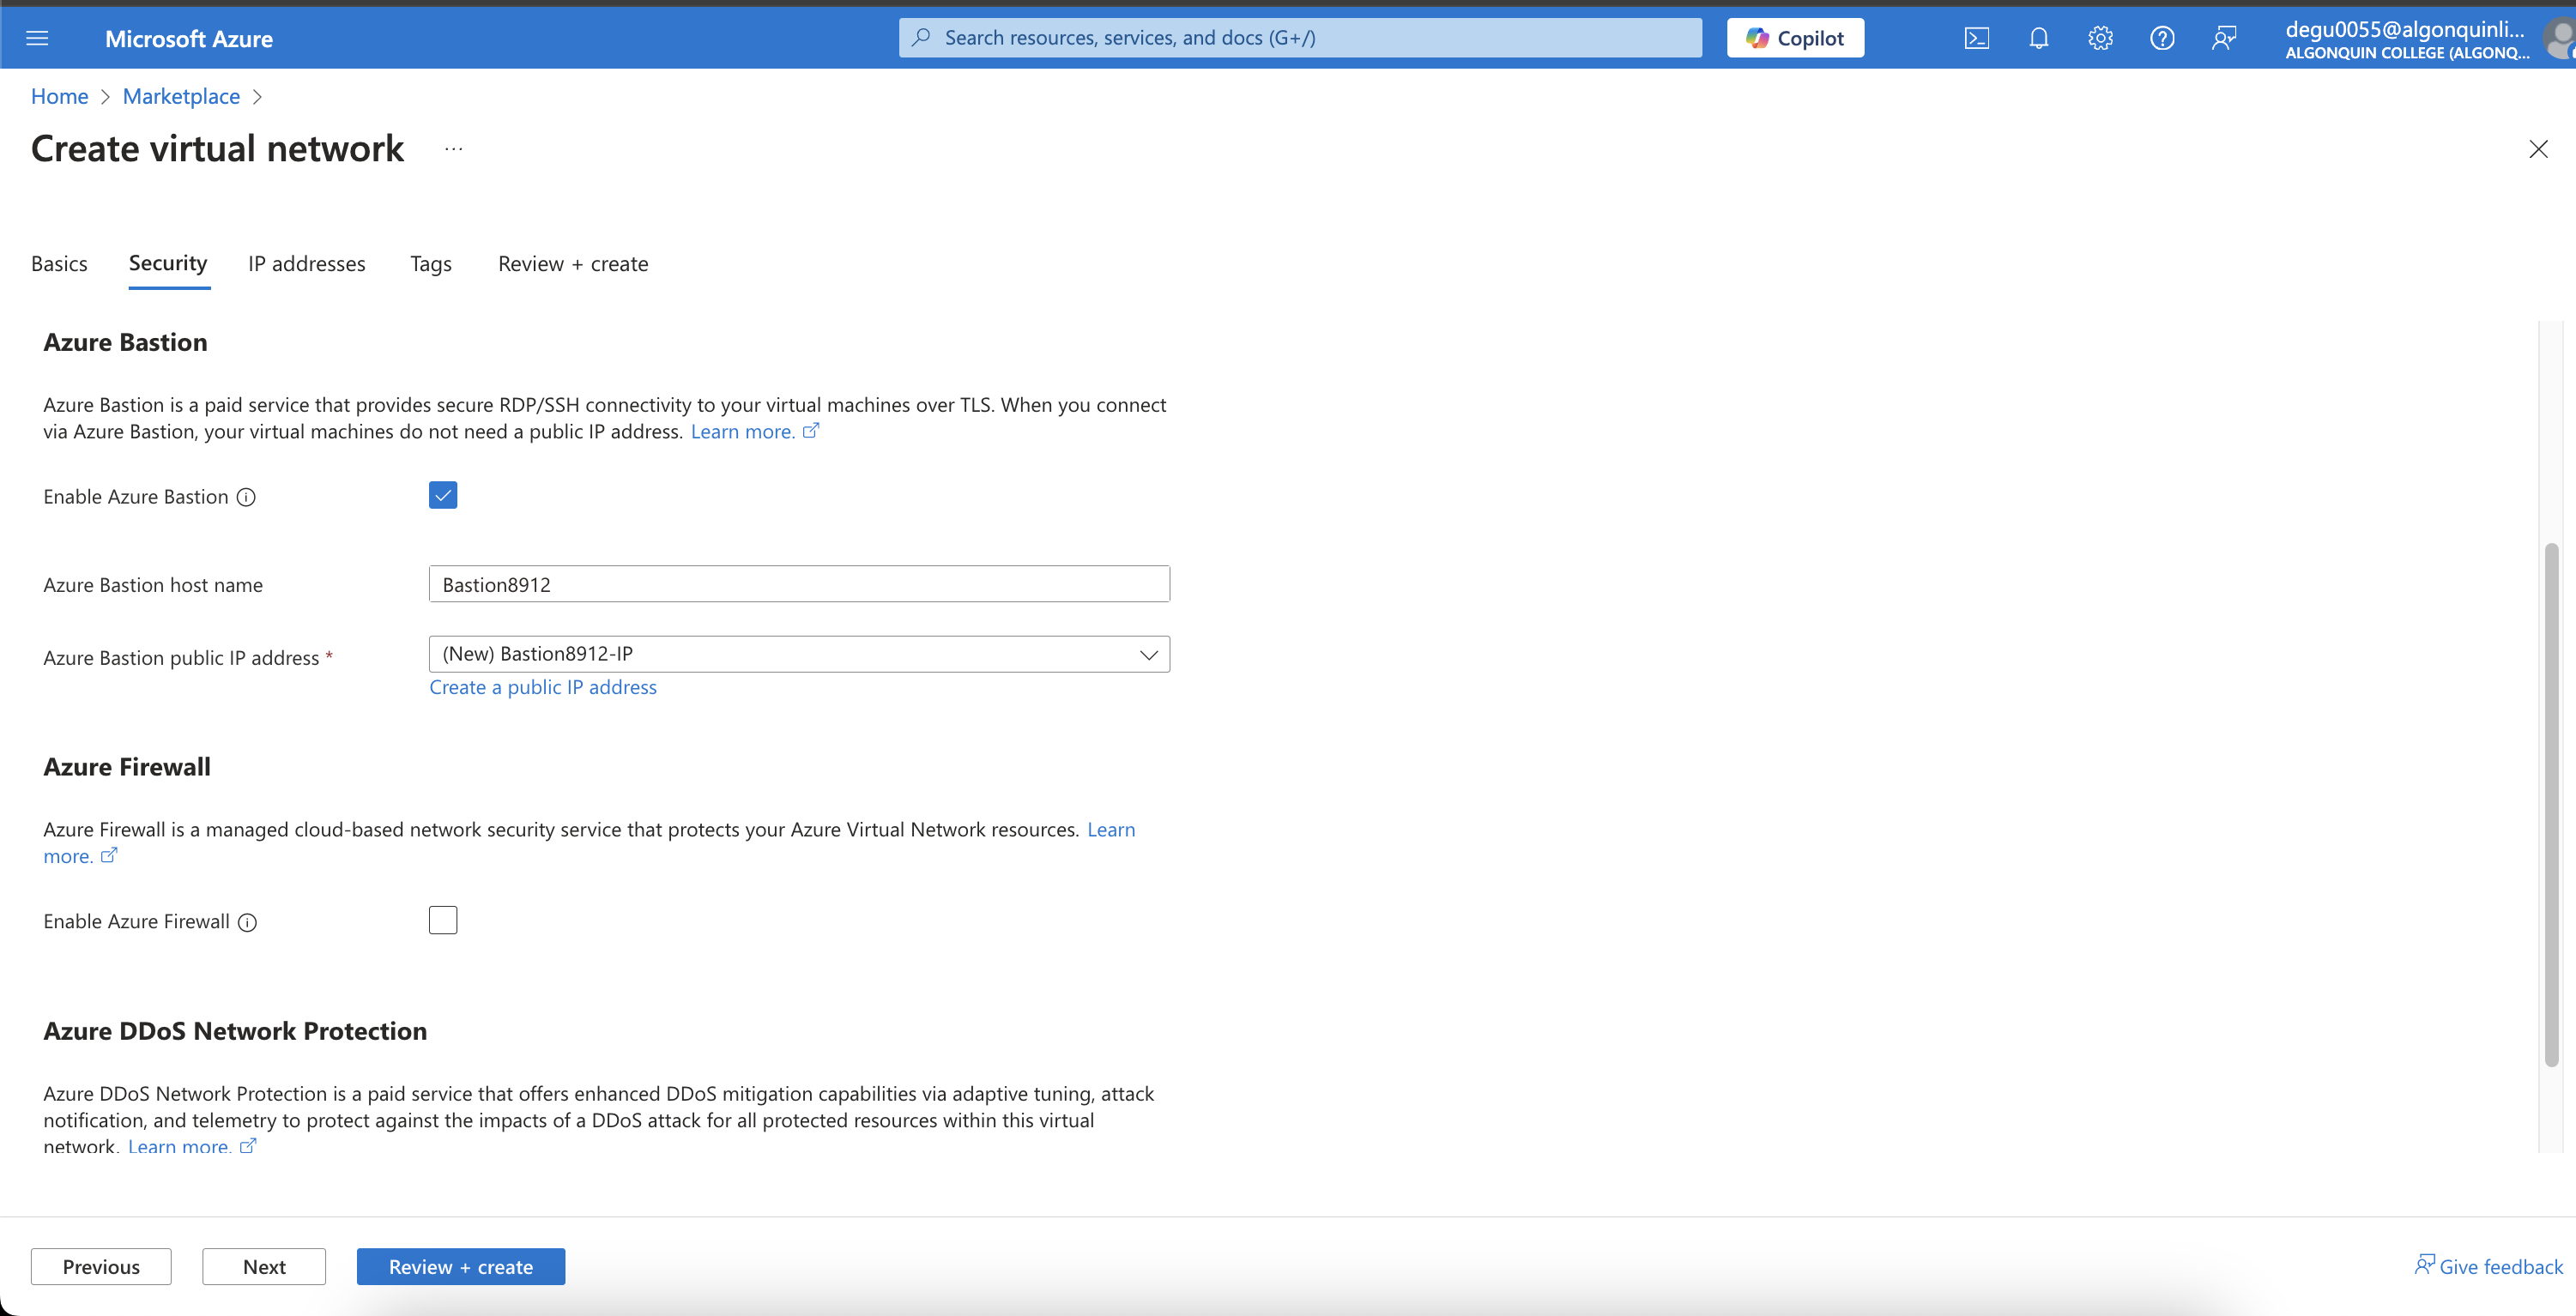 Microsoft Azure
Search resources, services, and docs (G+/)
Copilot
degu0055@algonquinli...
ALGONQUIN COLLEGE (ALGONQ...
Home > Marketplace >
Create virtual network ...
Basics
Security
IP addresses
Tags
Review + create
Azure Bastion
Azure Bastion is a paid service that provides secure RDP/SSH connectivity to your virtual machines over TLS. When you connect
via Azure Bastion, your virtual machines do not need a public IP address. Learn more.
Enable Azure Bastion
Azure Bastion host name
Bastion8912
Azure Bastion public IP address *
(New) Bastion8912-IP
Create a public IP address
Azure Firewall
Azure Firewall is a managed cloud-based network security service that protects your Azure Virtual Network resources. Learn
more.
Enable Azure Firewall
Azure DDoS Network Protection
Azure DDoS Network Protection is a paid service that offers enhanced DDoS mitigation capabilities via adaptive tuning, attack
notification, and telemetry to protect against the impacts of a DDoS attack for all protected resources within this virtual
network. Learn more.
Previous
Next
Review + create
Give feedback